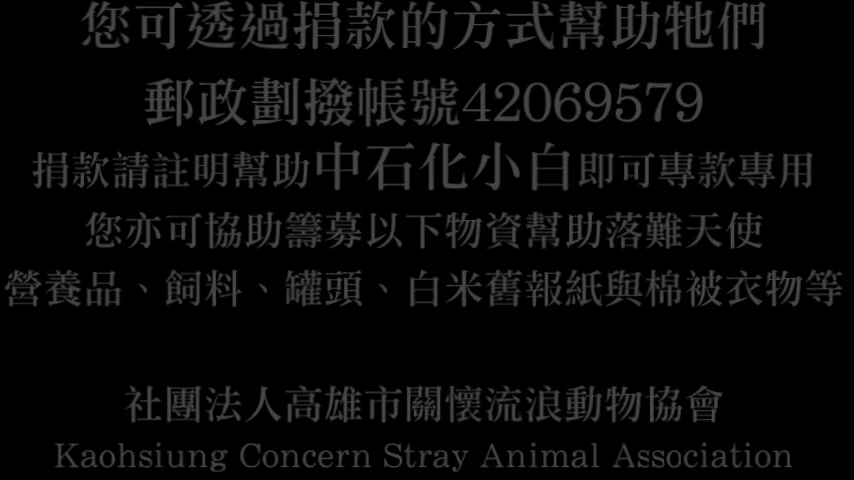 您可透過捐款的方式幫助牠們
郵政劃撥帳號42069579
捐款請註明幫助中石化小白即可專款專用
您亦可協助籌募以下物資幫助落難天使
營養品、飼料、罐頭、白米舊報紙與棉被衣物等
社團法人高雄市關懷流浪動物協會
Kaohsiung Concern Stray Animal Association